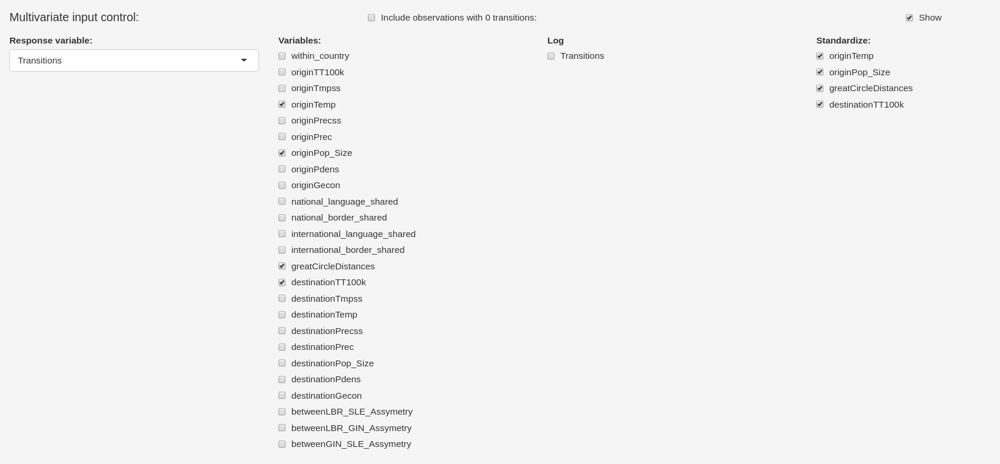 Multivariate input control:
Include observations with 0 transitions:
Show
Response variable:
Transitions
Variables:
within_country
originTT100k
originTmpss
originTemp
originPrecss
originPrec
originPop_Size
originPdens
originGecon
national_language_shared
national_border_shared
international_language_shared
international_border_shared
greatCircleDistances
destinationTT100k
destinationTmpss
destinationTemp
destinationPrecss
destinationPrec
destinationPop_Size
destinationPdens
destinationGecon
betweenLBR_SLE_Assymetry
betweenLBR_GIN_Assymetry
betweenGIN_SLE_Assymetry
Log
Transitions
Standardize:
originTemp
originPop_Size
greatCircleDistances
destinationTT100k